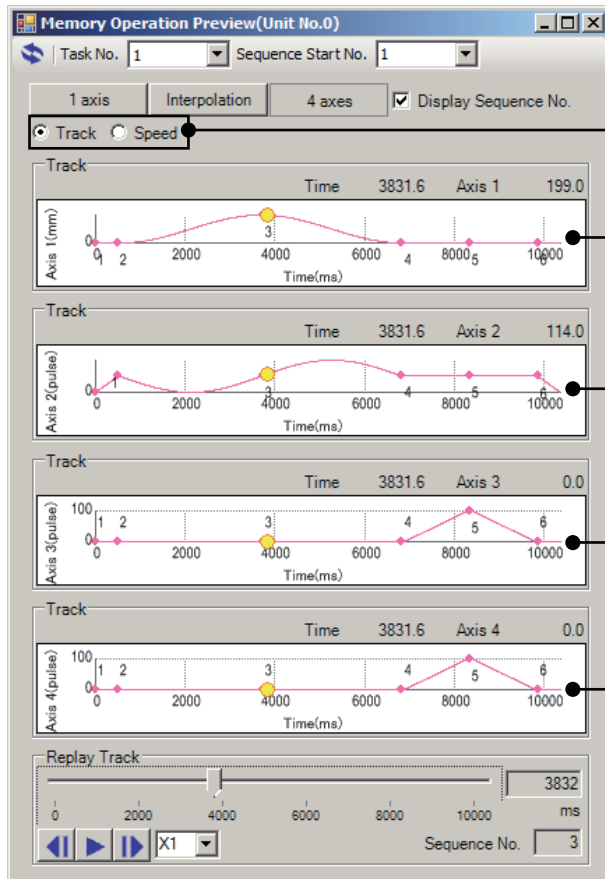 Memory Operation Preview(Unit No.0)
Task No. 1 Sequence Start No. 1
1 axis Interpolation 4 axes Display Sequence No.
Track Speed
Track
Time 3831.6 Axis 1 199.0
Axis 1(mm)
0
3
1 2 4 5 6
0 2000 4000 6000 8000 10000
Time(ms)
Track
Time 3831.6 Axis 2 114.0
Axis 2(pulse)
0
1 3 4 5 6
0 2000 4000 6000 8000 10000
Time(ms)
Track
Time 3831.6 Axis 3 0.0
Axis 3(pulse)
100
0
1 2 3 4 5 6
0 2000 4000 6000 8000 10000
Time(ms)
Track
Time 3831.6 Axis 4 0.0
Axis 4(pulse)
100
0
1 2 3 4 5 6
0 2000 4000 6000 8000 10000
Time(ms)
Replay Track
3832
0 2000 4000 6000 8000 10000 ms
X1 Sequence No. 3